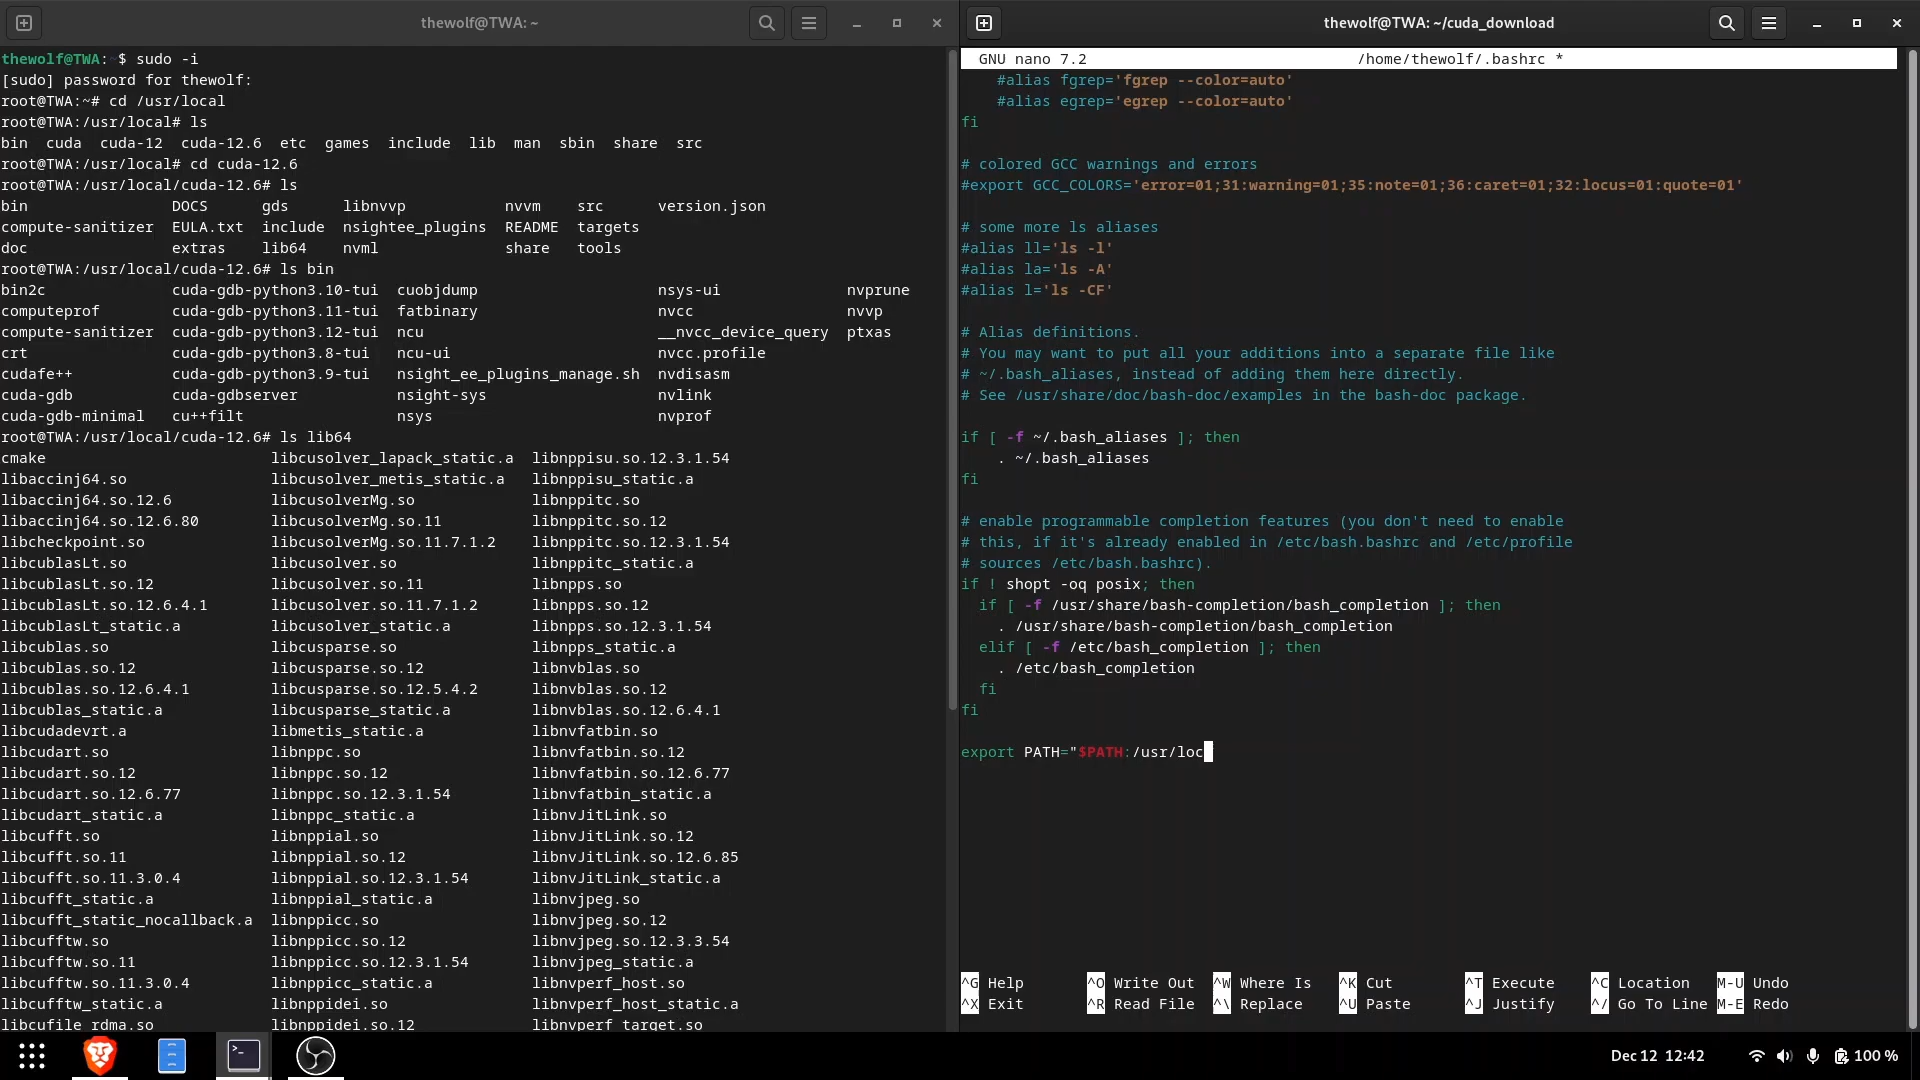 thewolf@TWA: ~
thewolf@TWA:~$ sudo -i
[sudo] password for thewolf:
root@TWA:~# cd /usr/local
root@TWA:/usr/local# ls
bin  cuda  cuda-12  cuda-12.6  etc  games  include  lib  man  sbin  share  src
root@TWA:/usr/local# cd cuda-12.6
root@TWA:/usr/local/cuda-12.6# ls
bin                DOCS      gds      libnvvp          nvvm    src      version.json
compute-sanitizer  EULA.txt  include  nsightee_plugins  README  targets
doc                extras    lib64    nvml              share   tools
root@TWA:/usr/local/cuda-12.6# ls bin
bin2c              cuda-gdb-python3.10-tui  cuobjdump                    nsys-ui              nvprune
computeprof        cuda-gdb-python3.11-tui  fatbinary                    nvcc                 nvvp
compute-sanitizer  cuda-gdb-python3.12-tui  ncu                          __nvcc_device_query  ptxas
crt                cuda-gdb-python3.8-tui   ncu-ui                       nvcc.profile
cudafe++           cuda-gdb-python3.9-tui   nsight_ee_plugins_manage.sh  nvdisasm
cuda-gdb           cuda-gdbserver           nsight-sys                   nvlink
cuda-gdb-minimal   cu++filt                 nsys                         nvprof
root@TWA:/usr/local/cuda-12.6# ls lib64
cmake                        libcusolver_lapack_static.a  libnppisu.so.12.3.1.54
libaccinj64.so               libcusolver_metis_static.a   libnppisu_static.a
libaccinj64.so.12.6          libcusolverMg.so             libnppitc.so
libaccinj64.so.12.6.80       libcusolverMg.so.11          libnppitc.so.12
libcheckpoint.so             libcusolverMg.so.11.7.1.2    libnppitc.so.12.3.1.54
libcublasLt.so               libcusolver.so               libnppitc_static.a
libcublasLt.so.12            libcusolver.so.11            libnpps.so
libcublasLt.so.12.6.4.1      libcusolver.so.11.7.1.2      libnpps.so.12
libcublasLt_static.a         libcusolver_static.a         libnpps.so.12.3.1.54
libcublas.so                 libcusparse.so               libnpps_static.a
libcublas.so.12              libcusparse.so.12            libnvblas.so
libcublas.so.12.6.4.1        libcusparse.so.12.5.4.2      libnvblas.so.12
libcublas_static.a           libcusparse_static.a         libnvblas.so.12.6.4.1
libcudadevrt.a               libmetis_static.a            libnvfatbin.so
libcudart.so                 libnppc.so                   libnvfatbin.so.12
libcudart.so.12              libnppc.so.12                libnvfatbin.so.12.6.77
libcudart.so.12.6.77         libnppc.so.12.3.1.54         libnvfatbin_static.a
libcudart_static.a           libnppc_static.a             libnvJitLink.so
libcufft.so                  libnppial.so                 libnvJitLink.so.12
libcufft.so.11               libnppial.so.12              libnvJitLink.so.12.6.85
libcufft.so.11.3.0.4         libnppial.so.12.3.1.54       libnvJitLink_static.a
libcufft_static.a            libnppial_static.a           libnvjpeg.so
libcufft_static_nocallback.a  libnppicc.so                libnvjpeg.so.12
libcufftw.so                 libnppicc.so.12              libnvjpeg.so.12.3.3.54
libcufftw.so.11              libnppicc.so.12.3.1.54       libnvjpeg_static.a
libcufftw.so.11.3.0.4        libnppicc_static.a           libnvperf_host.so
libcufftw_static.a           libnppidei.so                libnvperf_host_static.a
libcufile_rdma.so            libnppidei.so.12             libnvperf_target.so
thewolf@TWA: ~/cuda_download
GNU nano 7.2                              /home/thewolf/.bashrc *
    #alias fgrep='fgrep --color=auto'
    #alias egrep='egrep --color=auto'
fi
# colored GCC warnings and errors
#export GCC_COLORS='error=01;31:warning=01;35:note=01;36:caret=01;32:locus=01:quote=01'
# some more ls aliases
#alias ll='ls -l'
#alias la='ls -A'
#alias l='ls -CF'
# Alias definitions.
# You may want to put all your additions into a separate file like
# ~/.bash_aliases, instead of adding them here directly.
# See /usr/share/doc/bash-doc/examples in the bash-doc package.
if [ -f ~/.bash_aliases ]; then
    . ~/.bash_aliases
fi
# enable programmable completion features (you don't need to enable
# this, if it's already enabled in /etc/bash.bashrc and /etc/profile
# sources /etc/bash.bashrc).
if ! shopt -oq posix; then
  if [ -f /usr/share/bash-completion/bash_completion ]; then
    . /usr/share/bash-completion/bash_completion
  elif [ -f /etc/bash_completion ]; then
    . /etc/bash_completion
  fi
fi
export PATH="$PATH:/usr/loc
^G Help  ^O Write Out  ^W Where Is  ^K Cut  ^T Execute  ^C Location  M-U Undo
^X Exit  ^R Read File  ^\ Replace  ^U Paste  ^J Justify  ^/ Go To Line  M-E Redo
Dec 12  12:42  100 %